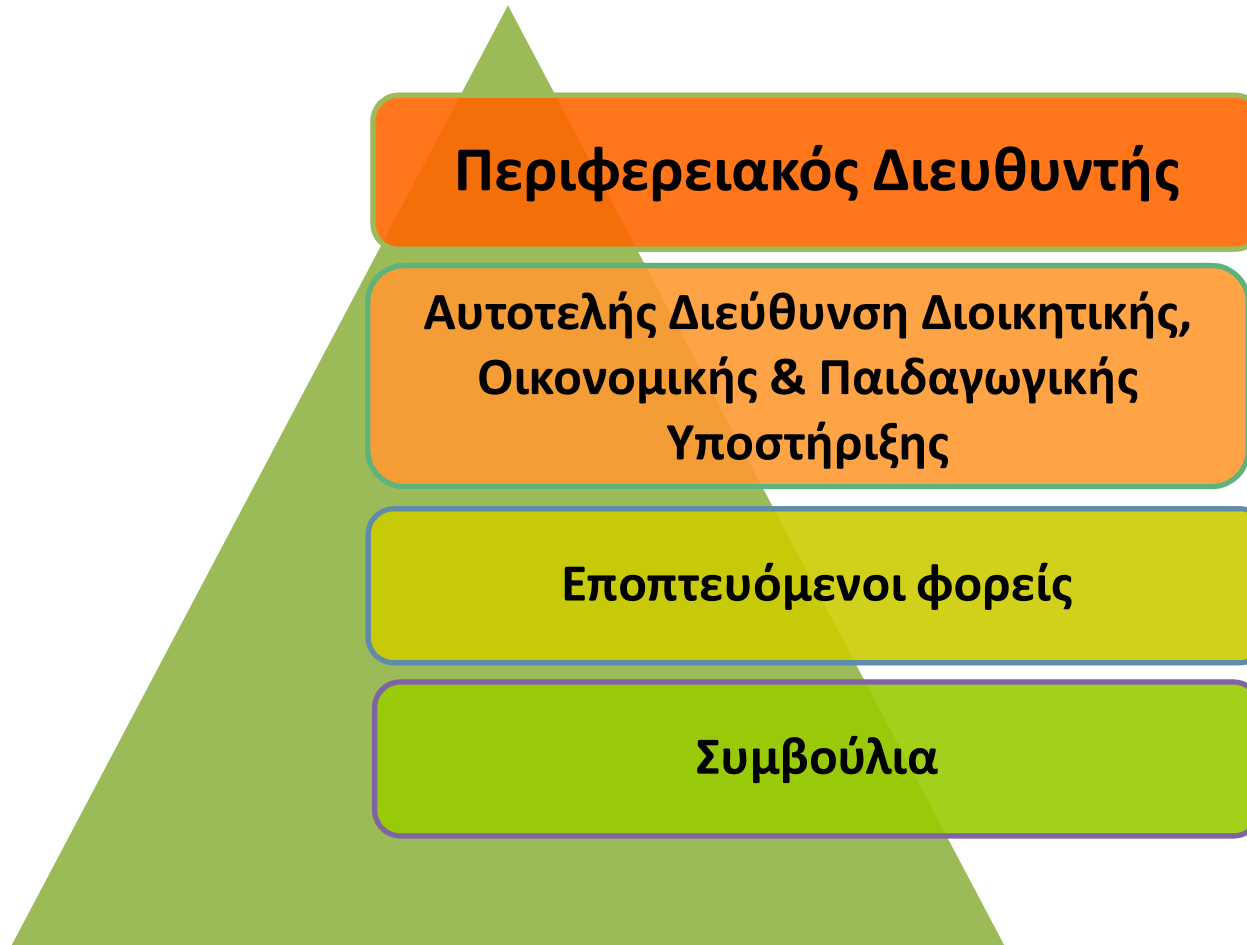 Περιφερειακός Διευθυντής
Αυτοτελής Διεύθυνση Διοικητικής,
Οικονομικής & Παιδαγωγικής
Υποστήριξης
Εποπτευόμενοι φορείς
Συμβούλια